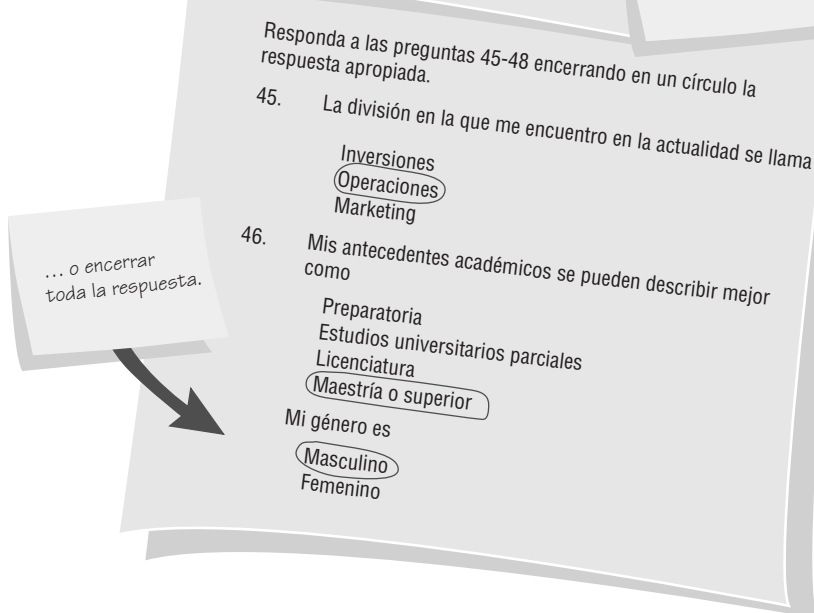 Responda a las preguntas 45-48 encerrando en un círculo la
respuesta apropiada.
45. La división en la que me encuentro en la actualidad se llama
Inversiones
Operaciones
Marketing
46. Mis antecedentes académicos se pueden describir mejor
como
Preparatoria
Estudios universitarios parciales
Licenciatura
Maestría o superior
Mi género es
Masculino
Femenino
... o encerrar
toda la respuesta.